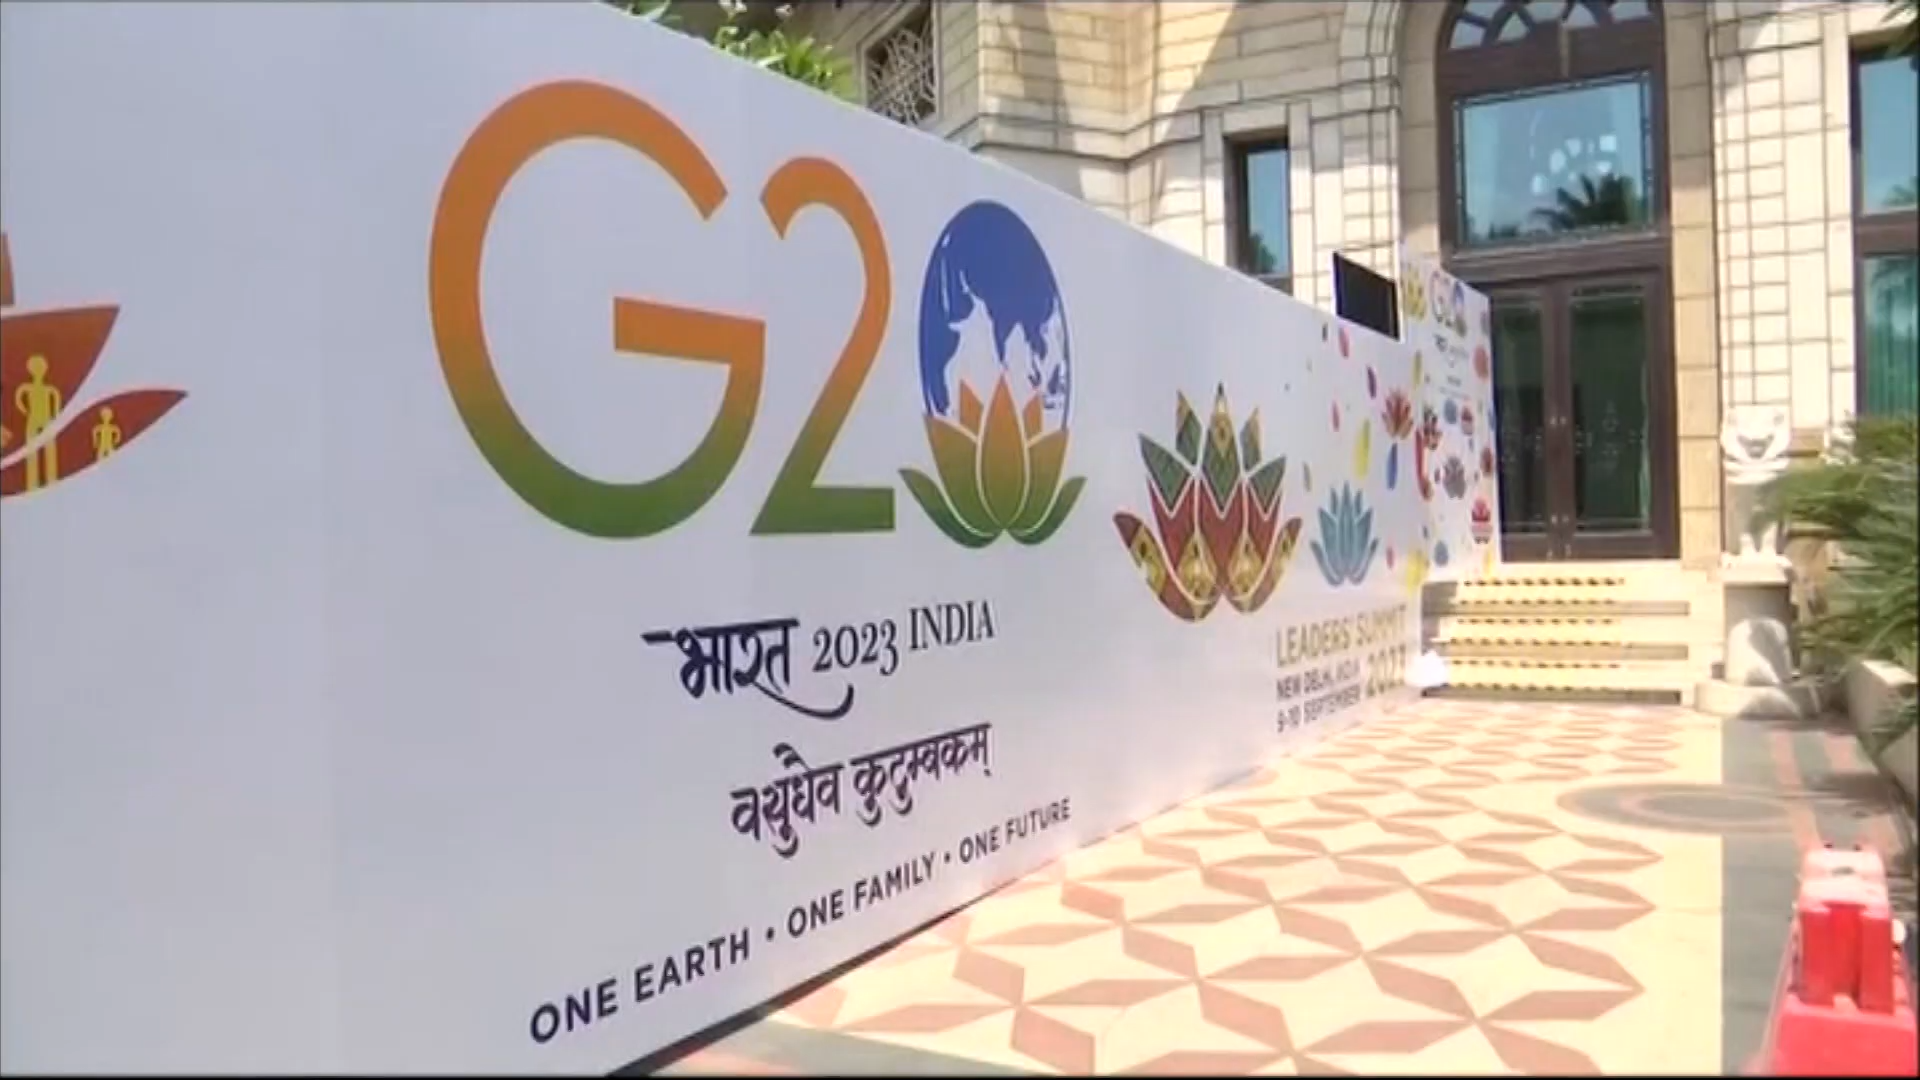 G20
भारत 2023 INDIA
वसुधैव कुटुम्बकम्
ONE EARTH • ONE FAMILY • ONE FUTURE
LEADERS' SUMMIT
NEW DELHI, INDIA 2023
9-10 SEPTEMBER
G20